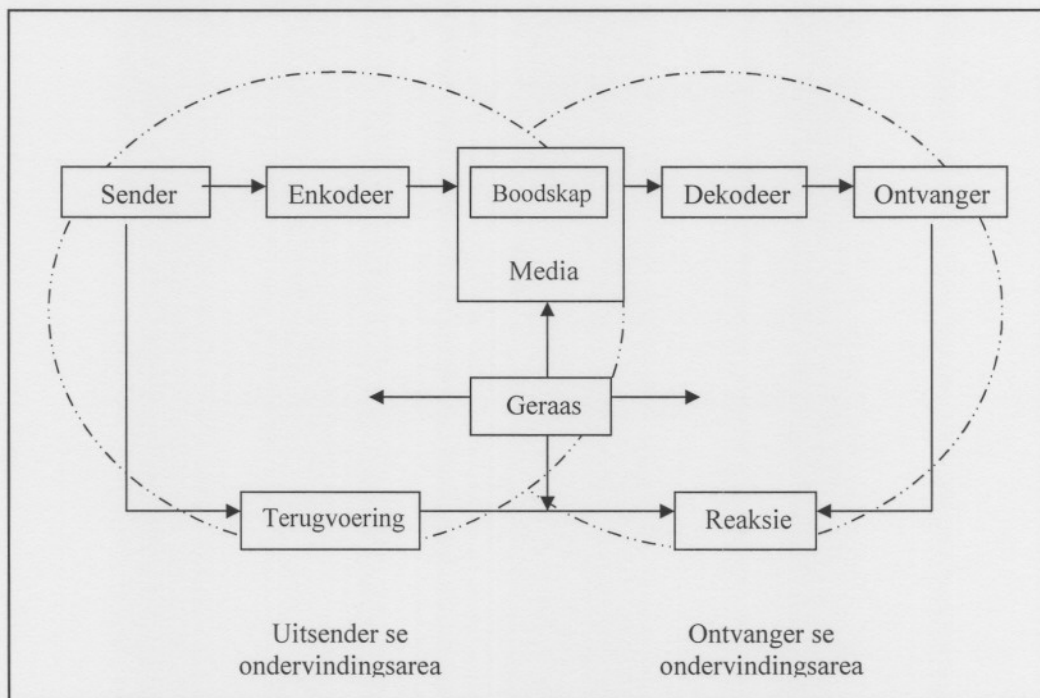 Sender
Enkodeer
Boodskap
Media
Dekodeer
Ontvanger
Geraas
Terugvoering
Reaksie
Uitsender se
ondervindingsarea
Ontvanger se
ondervindingsarea